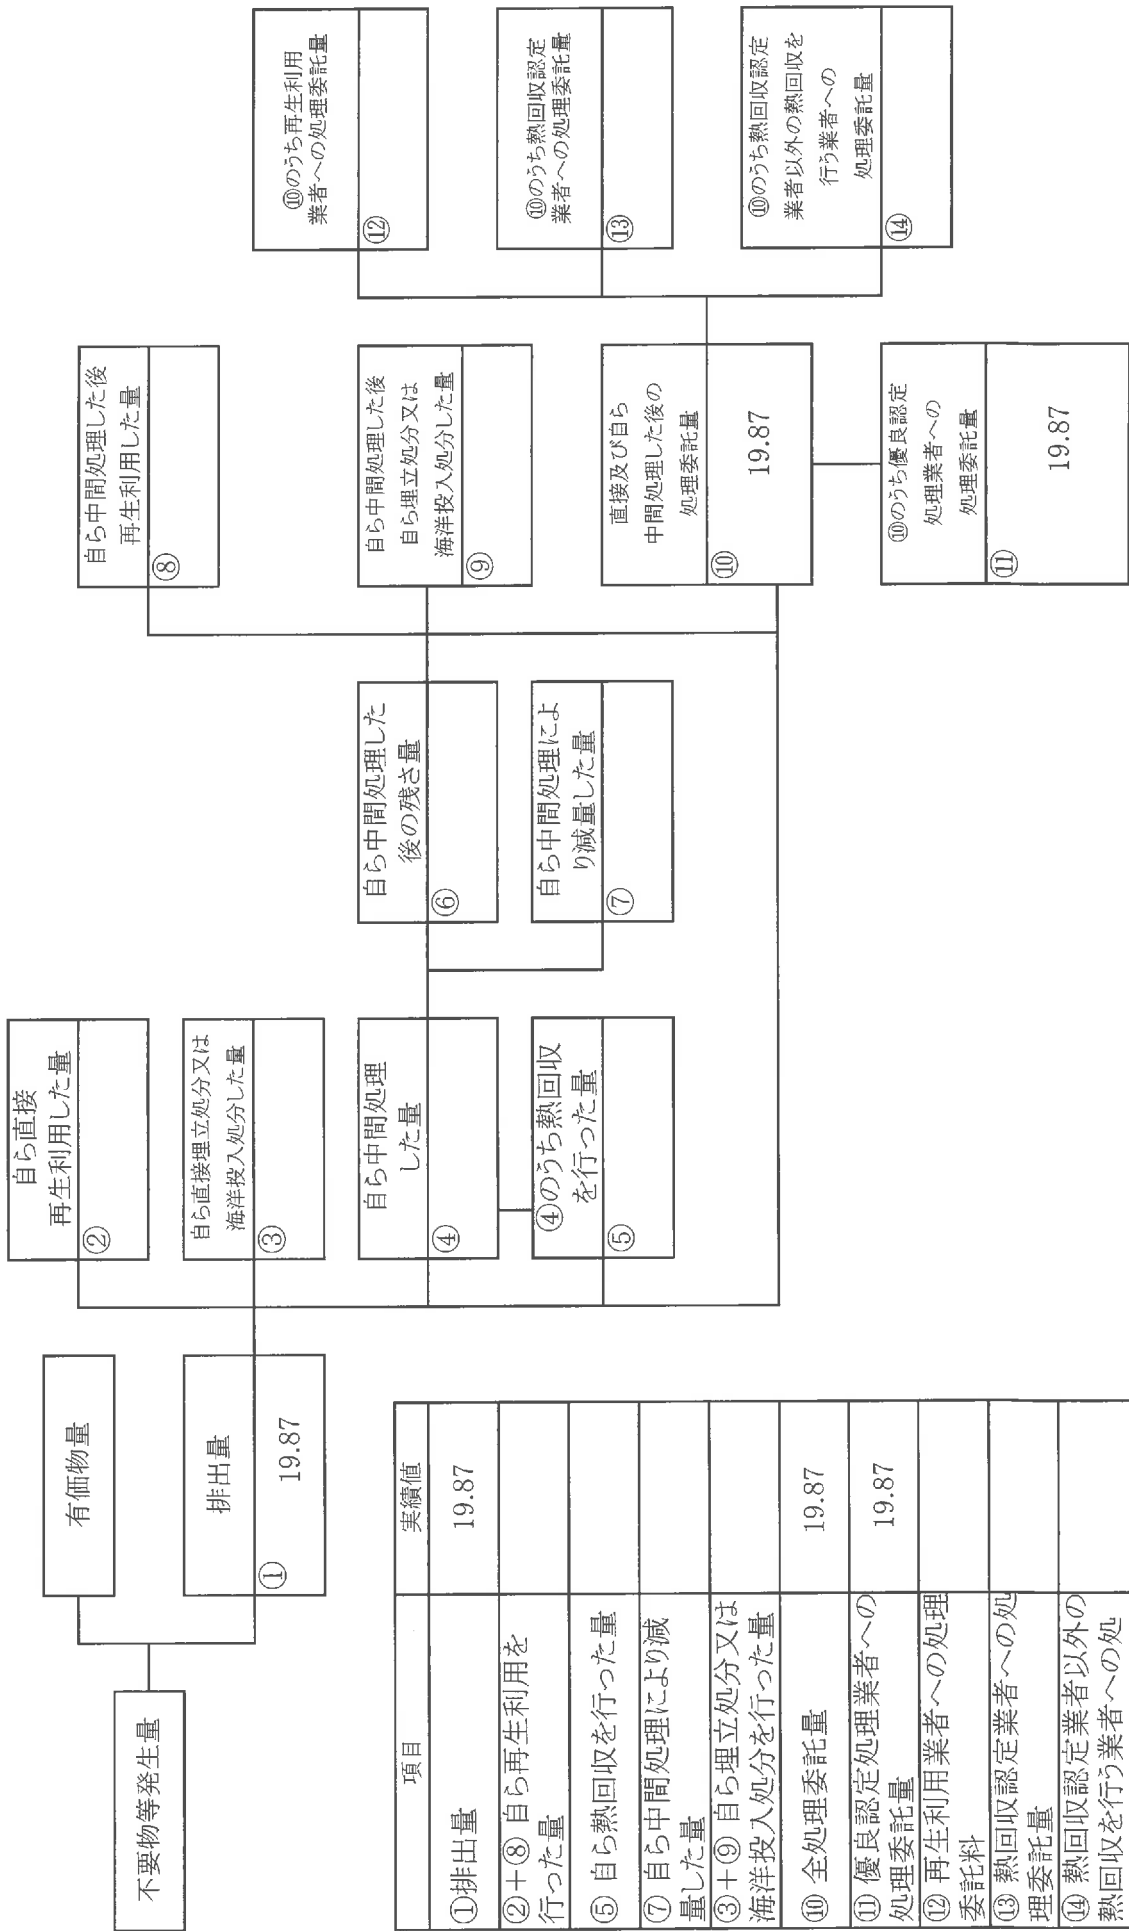 不要物等発生量
有価物量
排出量
①
19.87
自ら直接
再生利用した量
②
自ら直接埋立処分又は
海洋投入処分した量
③
自ら中間処理
した量
④
④のうち熱回収
を行った量
⑤
自ら中間処理した
後の残さ量
⑥
自ら中間処理によ
り減量した量
⑦
自ら中間処理した後
再生利用した量
⑧
自ら中間処理した後
自ら埋立処分又は
海洋投入処分した量
⑨
直接及び自ら
中間処理した後の
処理委託量
⑩
19.87
⑩のうち優良認定
処理業者への
処理委託量
⑪
19.87
⑩のうち再生利用
業者への処理委託量
⑫
⑩のうち熱回収認定
業者への処理委託量
⑬
⑩のうち熱回収認定
業者以外の熱回収を
行う業者への
処理委託量
⑭
項目 実績値
①排出量 19.87
②+⑧ 自ら再生利用を
行った量
⑤ 自ら熱回収を行った量
⑦ 自ら中間処理により減
量した量
③+⑨ 自ら埋立処分又は
海洋投入処分を行った量
⑩ 全処理委託量 19.87
⑪ 優良認定処理業者への
処理委託量 19.87
⑫ 再生利用業者への処理
委託料
⑬ 熱回収認定業者への処
理委託量
⑭ 熱回収認定業者以外の
熱回収を行う業者への処